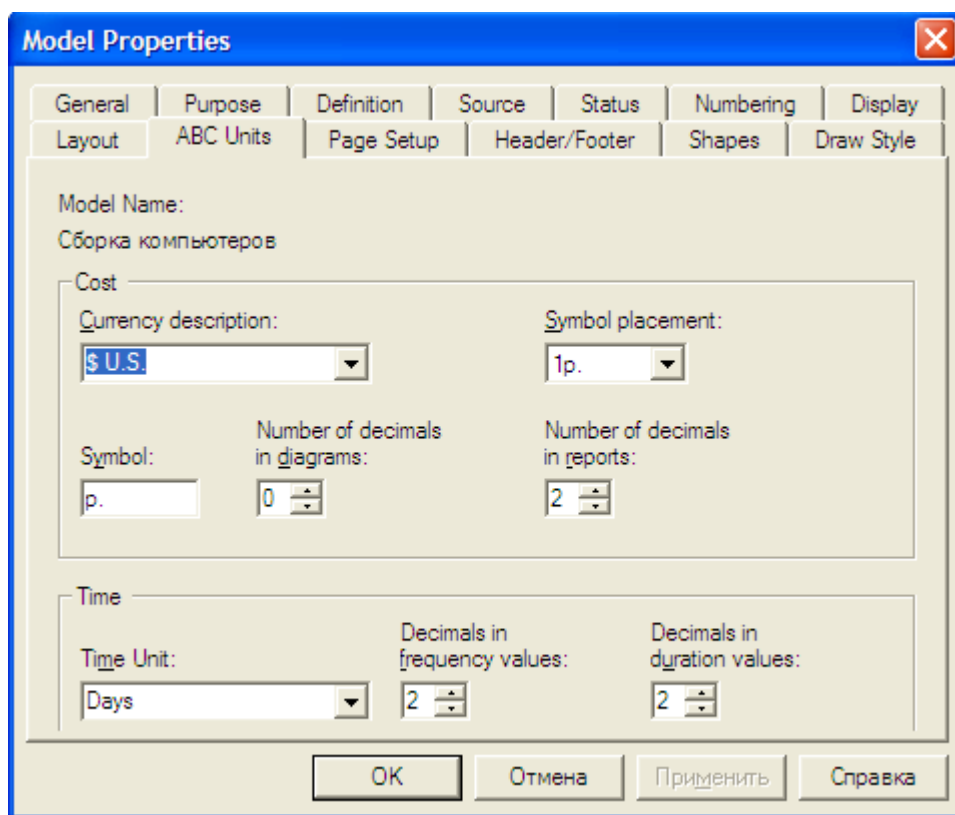 Model Properties
General Purpose Definition Source Status Numbering Display
Layout ABC Units Page Setup Header/Footer Shapes Draw Style
Model Name:
Сборка компьютеров
Cost
Currency description: Symbol placement:
$ U.S. 1р.
Number of decimals Number of decimals
Symbol: in diagrams: in reports:
р. 0 2
Time
Decimals in Decimals in
Time Unit: frequency values: duration values:
Days 2 2
OK Отмена Применить Справка